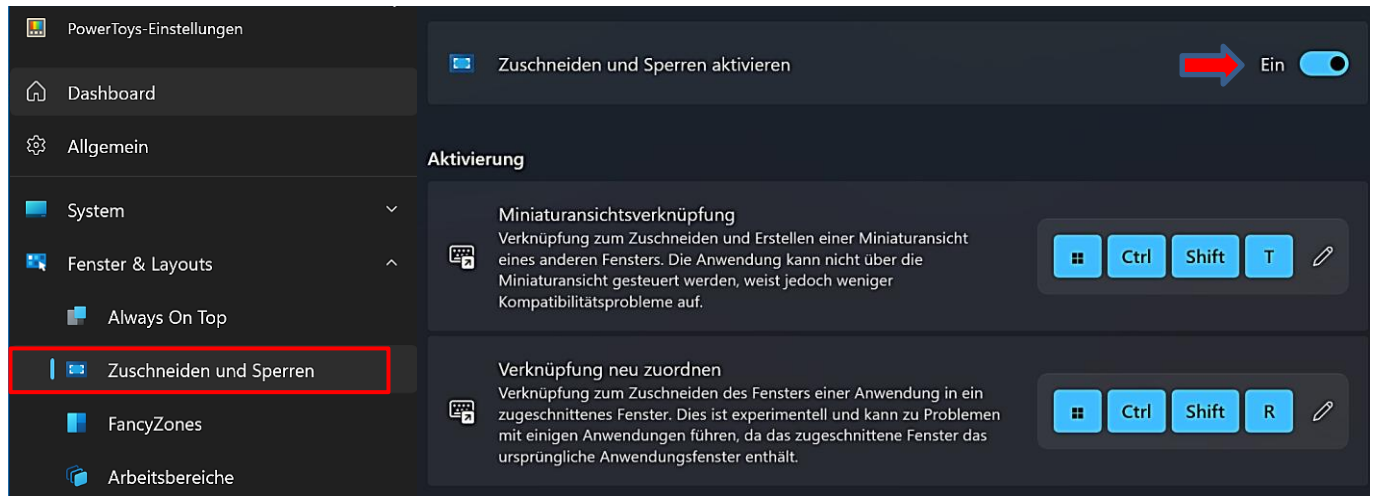 PowerToys-Einstellungen
Dashboard
Allgemein
System
Fenster & Layouts
Always On Top
Zuschneiden und Sperren
FancyZones
Arbeitsbereiche
Zuschneiden und Sperren aktivieren
Ein
Aktivierung
Miniaturansichtsverknüpfung
Verknüpfung zum Zuschneiden und Erstellen einer Miniaturansicht
eines anderen Fensters. Die Anwendung kann nicht über die
Miniaturansicht gesteuert werden, weist jedoch weniger
Kompatibilitätsprobleme auf.
Ctrl Shift T
Verknüpfung neu zuordnen
Verknüpfung zum Zuschneiden des Fensters einer Anwendung in ein
zugeschnittenes Fenster. Dies ist experimentell und kann zu Problemen
mit einigen Anwendungen führen, da das zugeschnittene Fenster das
ursprüngliche Anwendungsfenster enthält.
Ctrl Shift R